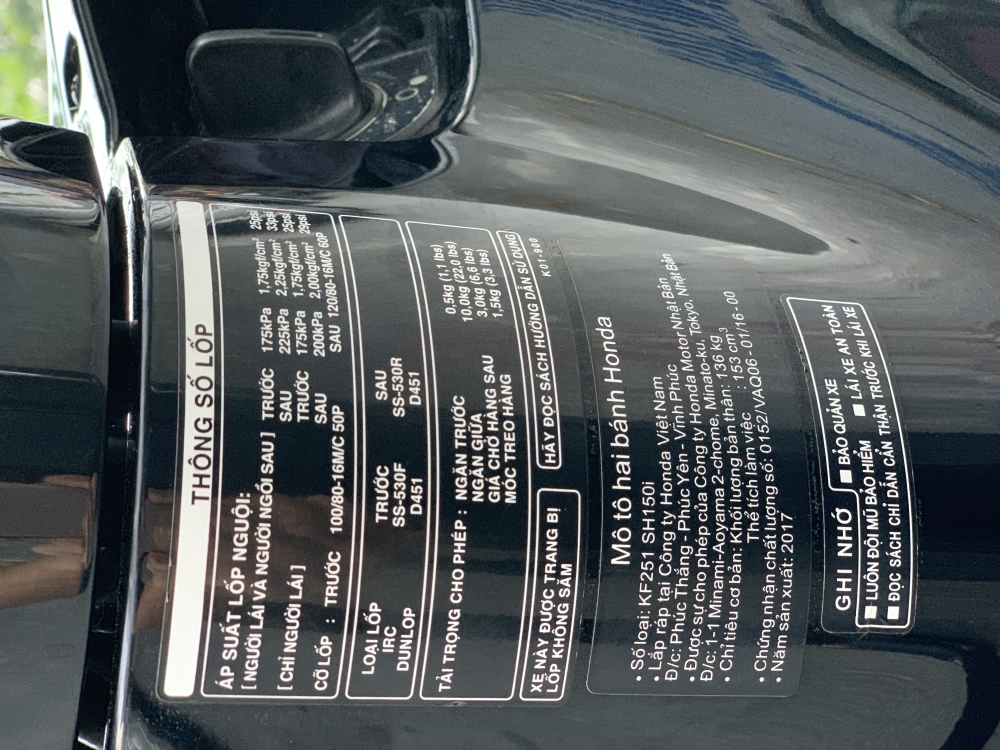 THÔNG SỐ LỐP
ÁP SUẤT LỐP NGUỘI:
[ NGƯỜI LÁI VÀ NGƯỜI NGỒI SAU ] TRƯỚC 175kPa 1,75kgf/cm² 25psi
SAU 225kPa 2,25kgf/cm² 33psi
[ CHỈ NGƯỜI LÁI ] TRƯỚC 175kPa 1,75kgf/cm² 25psi
SAU 200kPa 2,00kgf/cm² 29psi
CỠ LỐP : TRƯỚC 100/80-16M/C 50P SAU 120/80-16M/C 60P
LOẠI LỐP TRƯỚC SAU
IRC SS-530F SS-530R
DUNLOP D451 D451
TẢI TRỌNG CHO PHÉP : NGĂN TRƯỚC 0,5kg (1,1 lbs)
NGĂN GIỮA 10,0kg (22,0 lbs)
GIÁ CHỞ HÀNG SAU 3,0kg (6,6 lbs)
MÓC TREO HÀNG 1,5kg (3,3 lbs)
XE NÀY ĐƯỢC TRANG BỊ
LỐP KHÔNG SĂM
HÃY ĐỌC SÁCH HƯỚNG DẪN SỬ DỤNG
K01-900
Mô tô hai bánh Honda
• Số loại: KF251 SH150i
• Lắp ráp tại Công ty Honda Việt Nam
Đ/c: Phúc Thắng - Phúc Yên - Vĩnh Phúc
• Được sự cho phép của Công ty Honda Motor Nhật Bản
Đ/c: 1-1 Minami-Aoyama 2-chome, Minato-ku, Tokyo, Nhật Bản
• Chỉ tiêu cơ bản: Khối lượng bản thân: 136 kg
Thể tích làm việc : 153 cm³
• Chứng nhận chất lượng số: 0152/VAQ06 - 01/16 - 00
• Năm sản xuất: 2017
GHI NHỚ
■ BẢO QUẢN XE
■ LUÔN ĐỘI MŨ BẢO HIỂM ■ LÁI XE AN TOÀN
■ ĐỌC SÁCH CHỈ DẪN CẨN THẬN TRƯỚC KHI LÁI XE